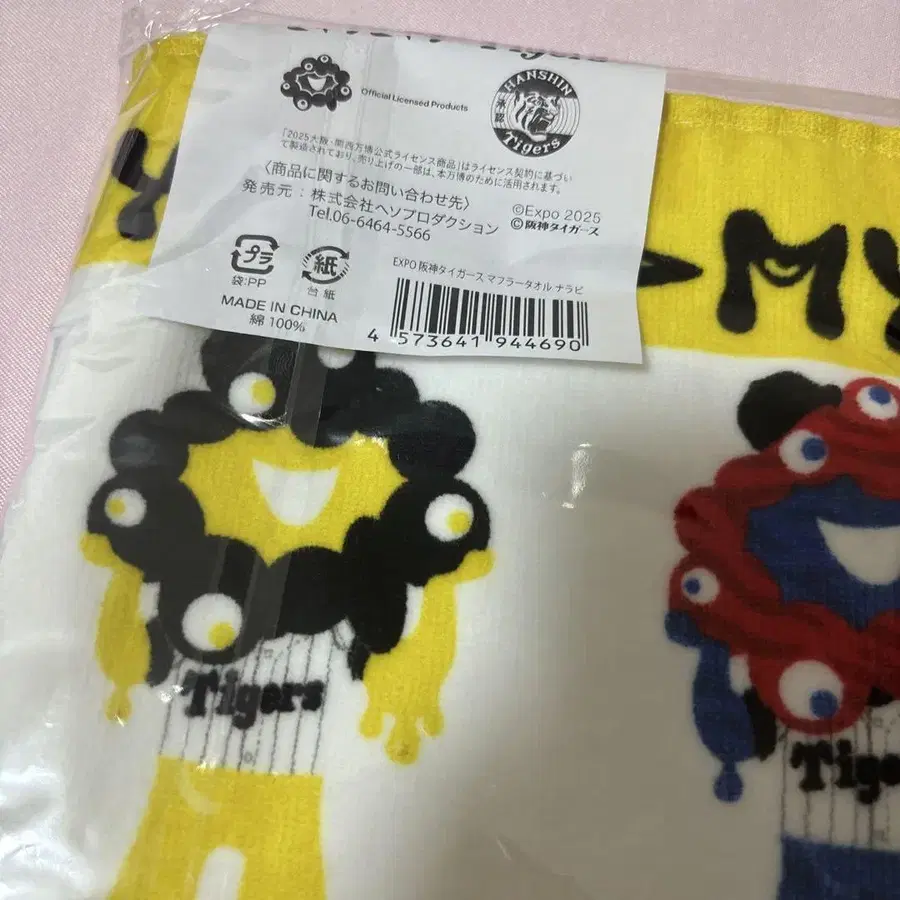 Tigers
Official Licensed Products
HANSHIN
承認
Tigers
「2025大阪・関西万博公式ライセンス商品」はライセンス契約に基づい
て製造されており、売り上げの一部は、本万博のために活用されます。
〈商品に関するお問い合わせ先〉
発売元：株式会社ヘソプロダクション
Tel.06-6464-5566
©Expo 2025
©阪神タイガース
プラ
袋:PP
紙
台紙
MADE IN CHINA
綿 100%
EXPO 阪神タイガース マフラータオル ナラビ
4 573641 944690
MY
Tigers
Tige